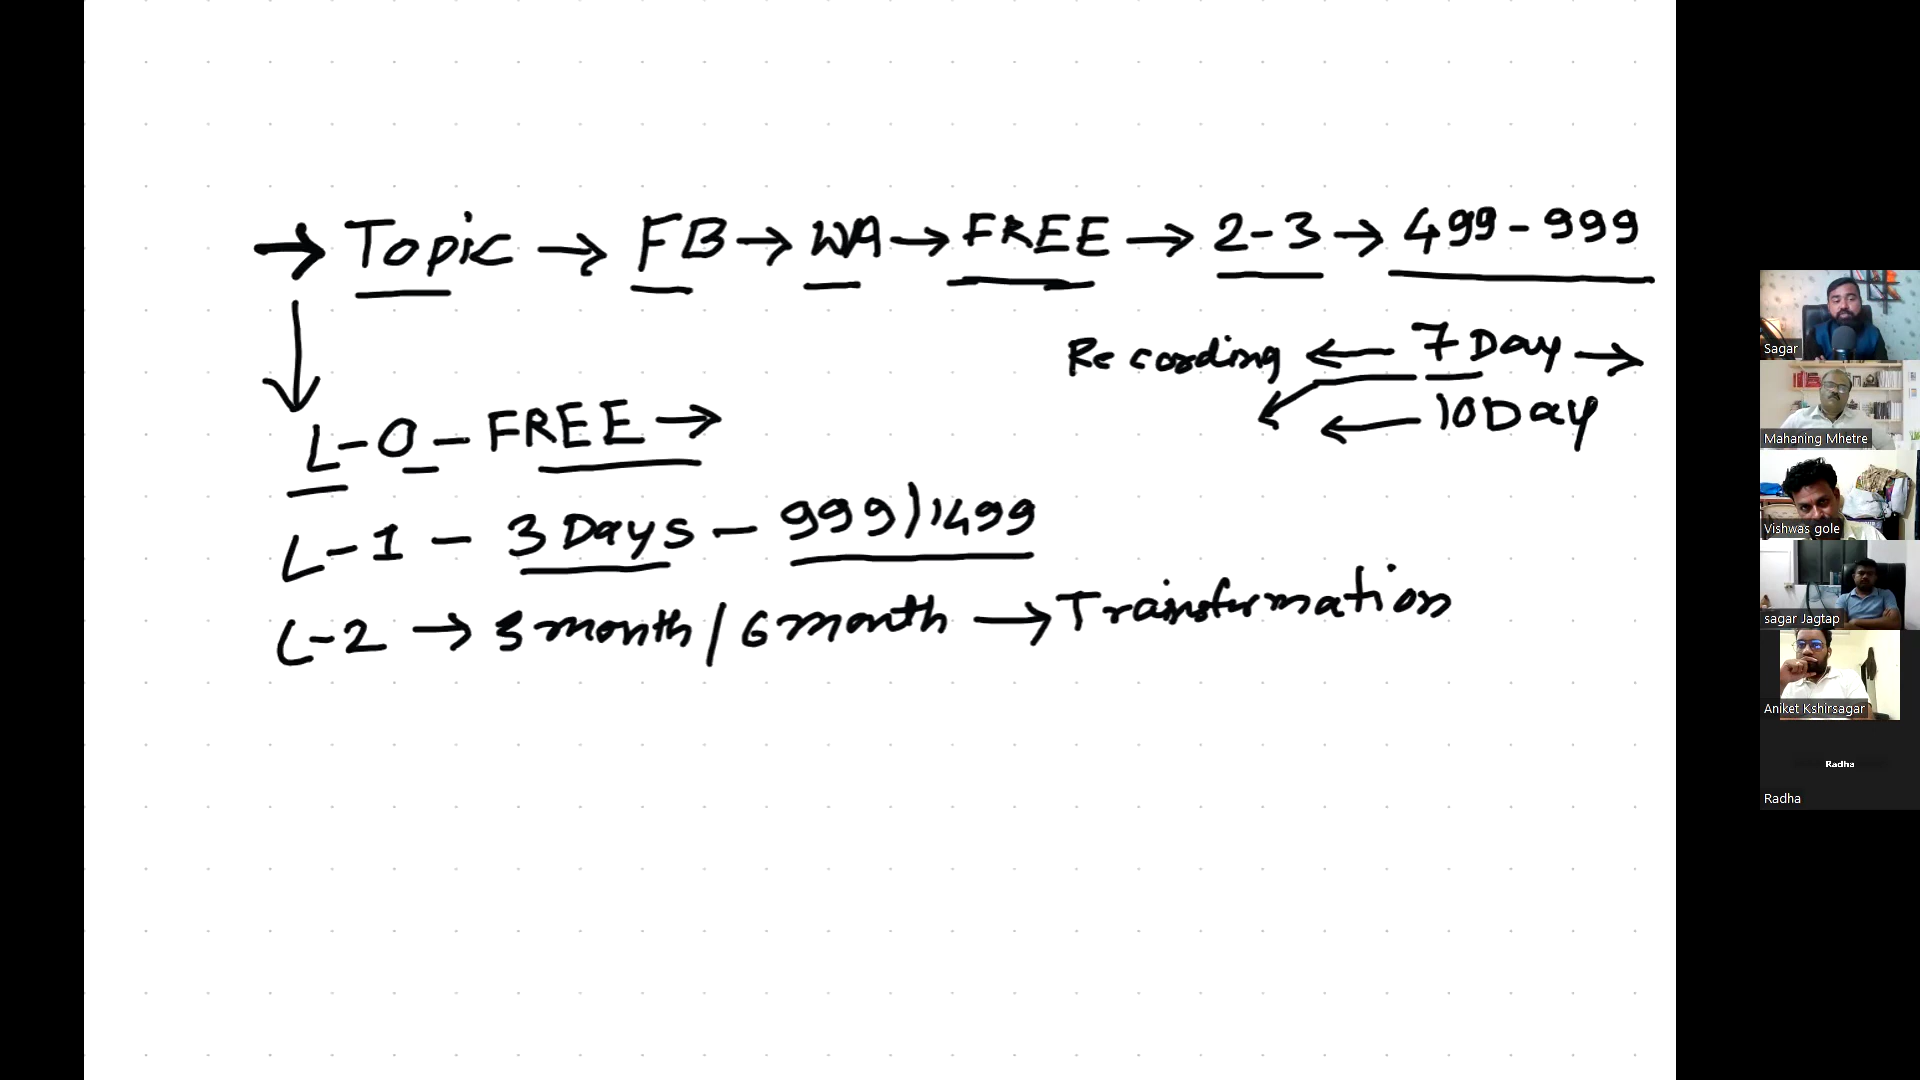 → Topic → FB → WA → FREE → 2-3 → 499-999
Recording ← 7 Day →
← 10 Day
L-0 - FREE →
L-1 - 3 Days - 999/1499
L-2 → 3 month / 6 month → Transformation
Sagar
Mahaning Mhetre
Vishwas gole
sagar Jagtap
Aniket Kshirsagar
Radha
Radha